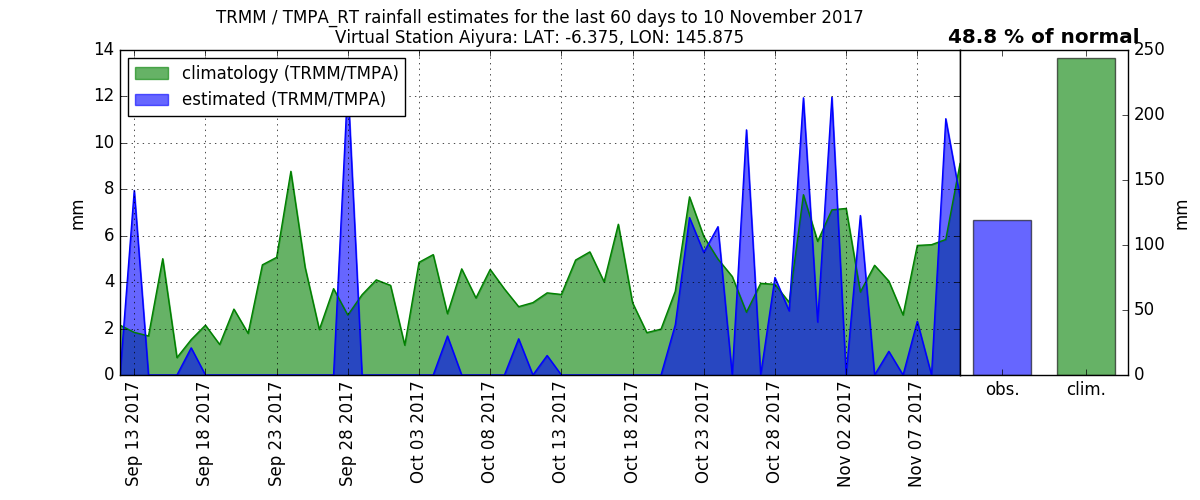 TRMM / TMPA_RT rainfall estimates for the last 60 days to 10 November 2017
Virtual Station Aiyura: LAT: -6.375, LON: 145.875
48.8 % of normal
climatology (TRMM/TMPA)
estimated (TRMM/TMPA)
14
12
10
8
6
4
2
0
mm
250
200
150
100
50
0
mm
obs.
clim.
Sep 13 2017
Sep 18 2017
Sep 23 2017
Sep 28 2017
Oct 03 2017
Oct 08 2017
Oct 13 2017
Oct 18 2017
Oct 23 2017
Oct 28 2017
Nov 02 2017
Nov 07 2017